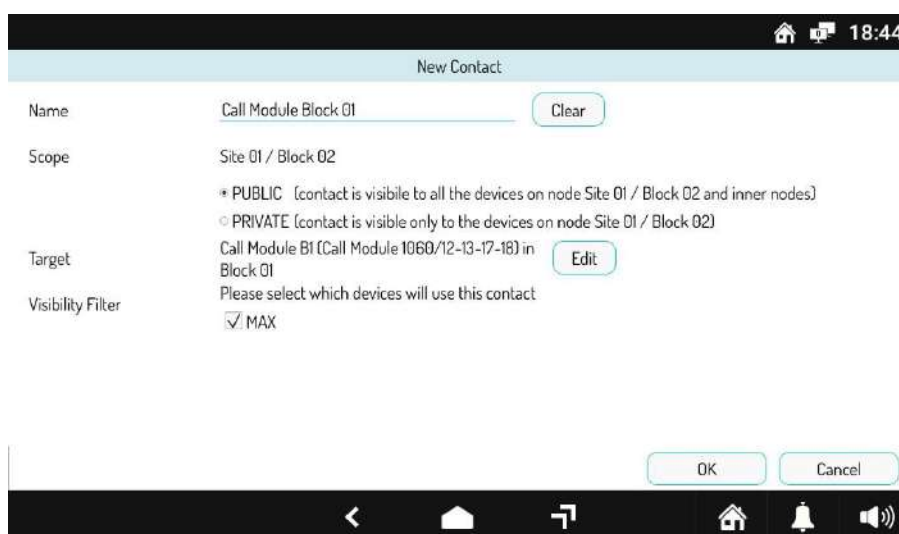 18:44
New Contact
Name Call Module Block 01 Clear
Scope Site 01 / Block 02
PUBLIC (contact is visibile to all the devices on node Site 01 / Block 02 and inner nodes)
PRIVATE (contact is visible only to the devices on node Site 01 / Block 02)
Target Call Module B1 (Call Module 1060/12-13-17-18) in Edit
Block 01
Visibility Filter Please select which devices will use this contact
MAX
OK Cancel